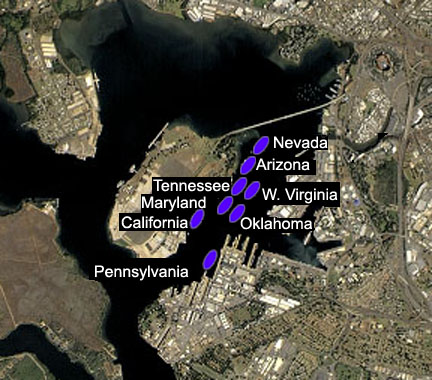 Nevada
Arizona
Tennessee
W. Virginia
Maryland
California
Oklahoma
Pennsylvania